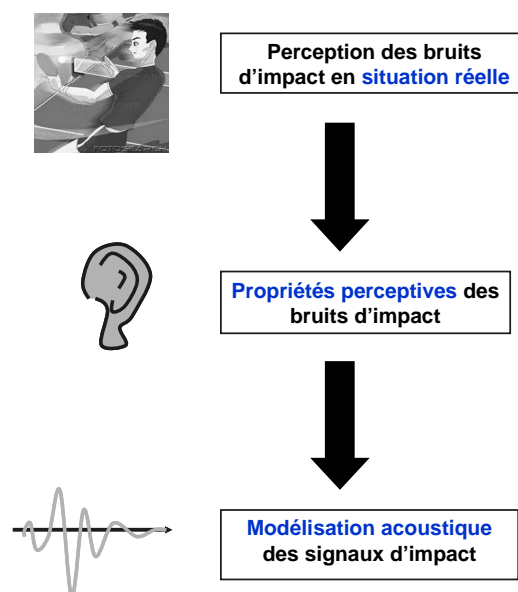 Perception des bruits
d'impact en situation réelle
Propriétés perceptives des
bruits d'impact
Modélisation acoustique
des signaux d'impact